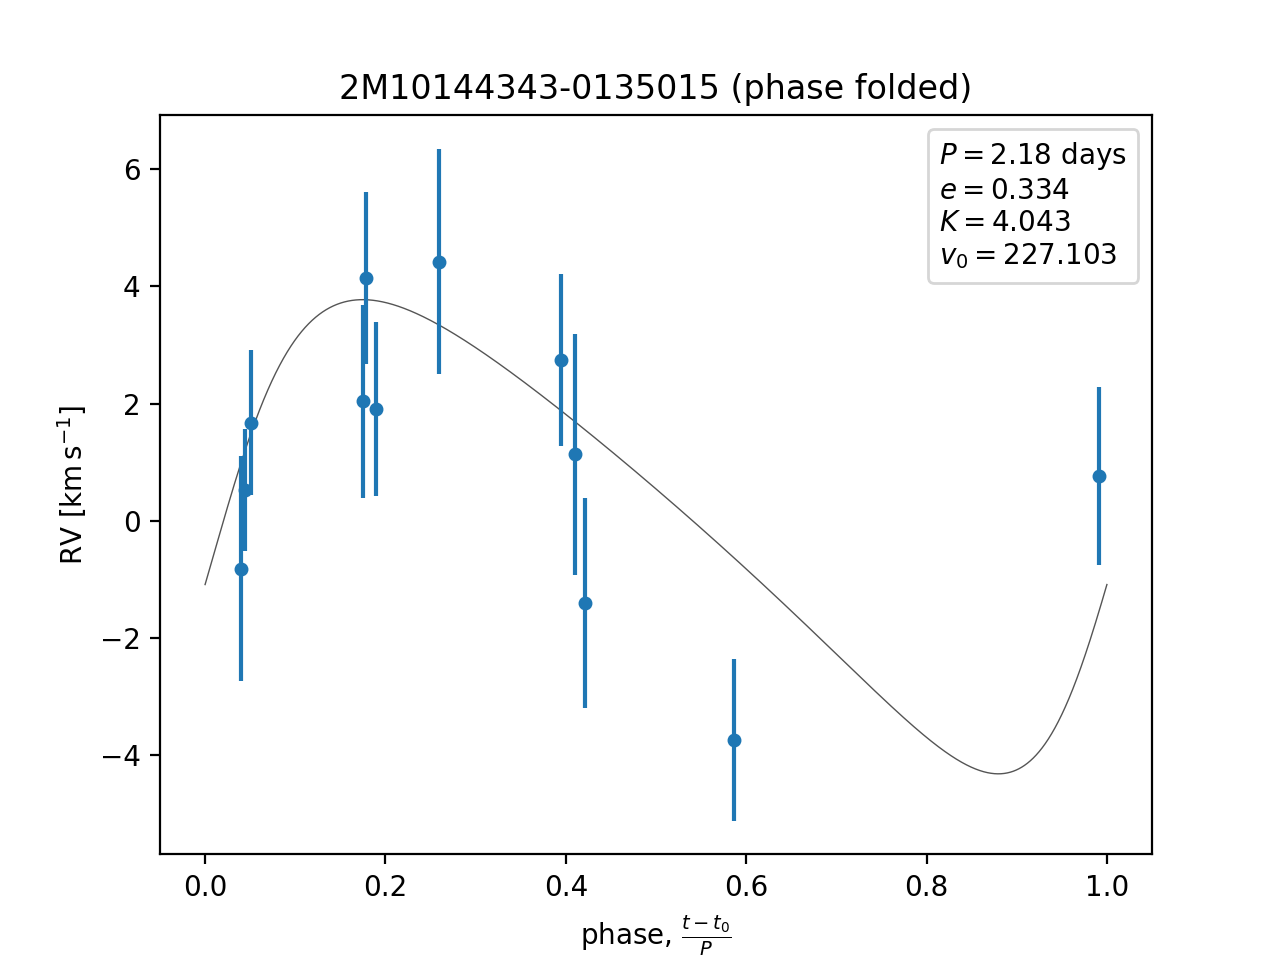 2M10144343-0135015 (phase folded)
P = 2.18 days
e = 0.334
K = 4.043
v₀ = 227.103
RV [km s⁻¹]
6
4
2
0
−2
−4
0.0 0.2 0.4 0.6 0.8 1.0
phase, (t − t₀)/P